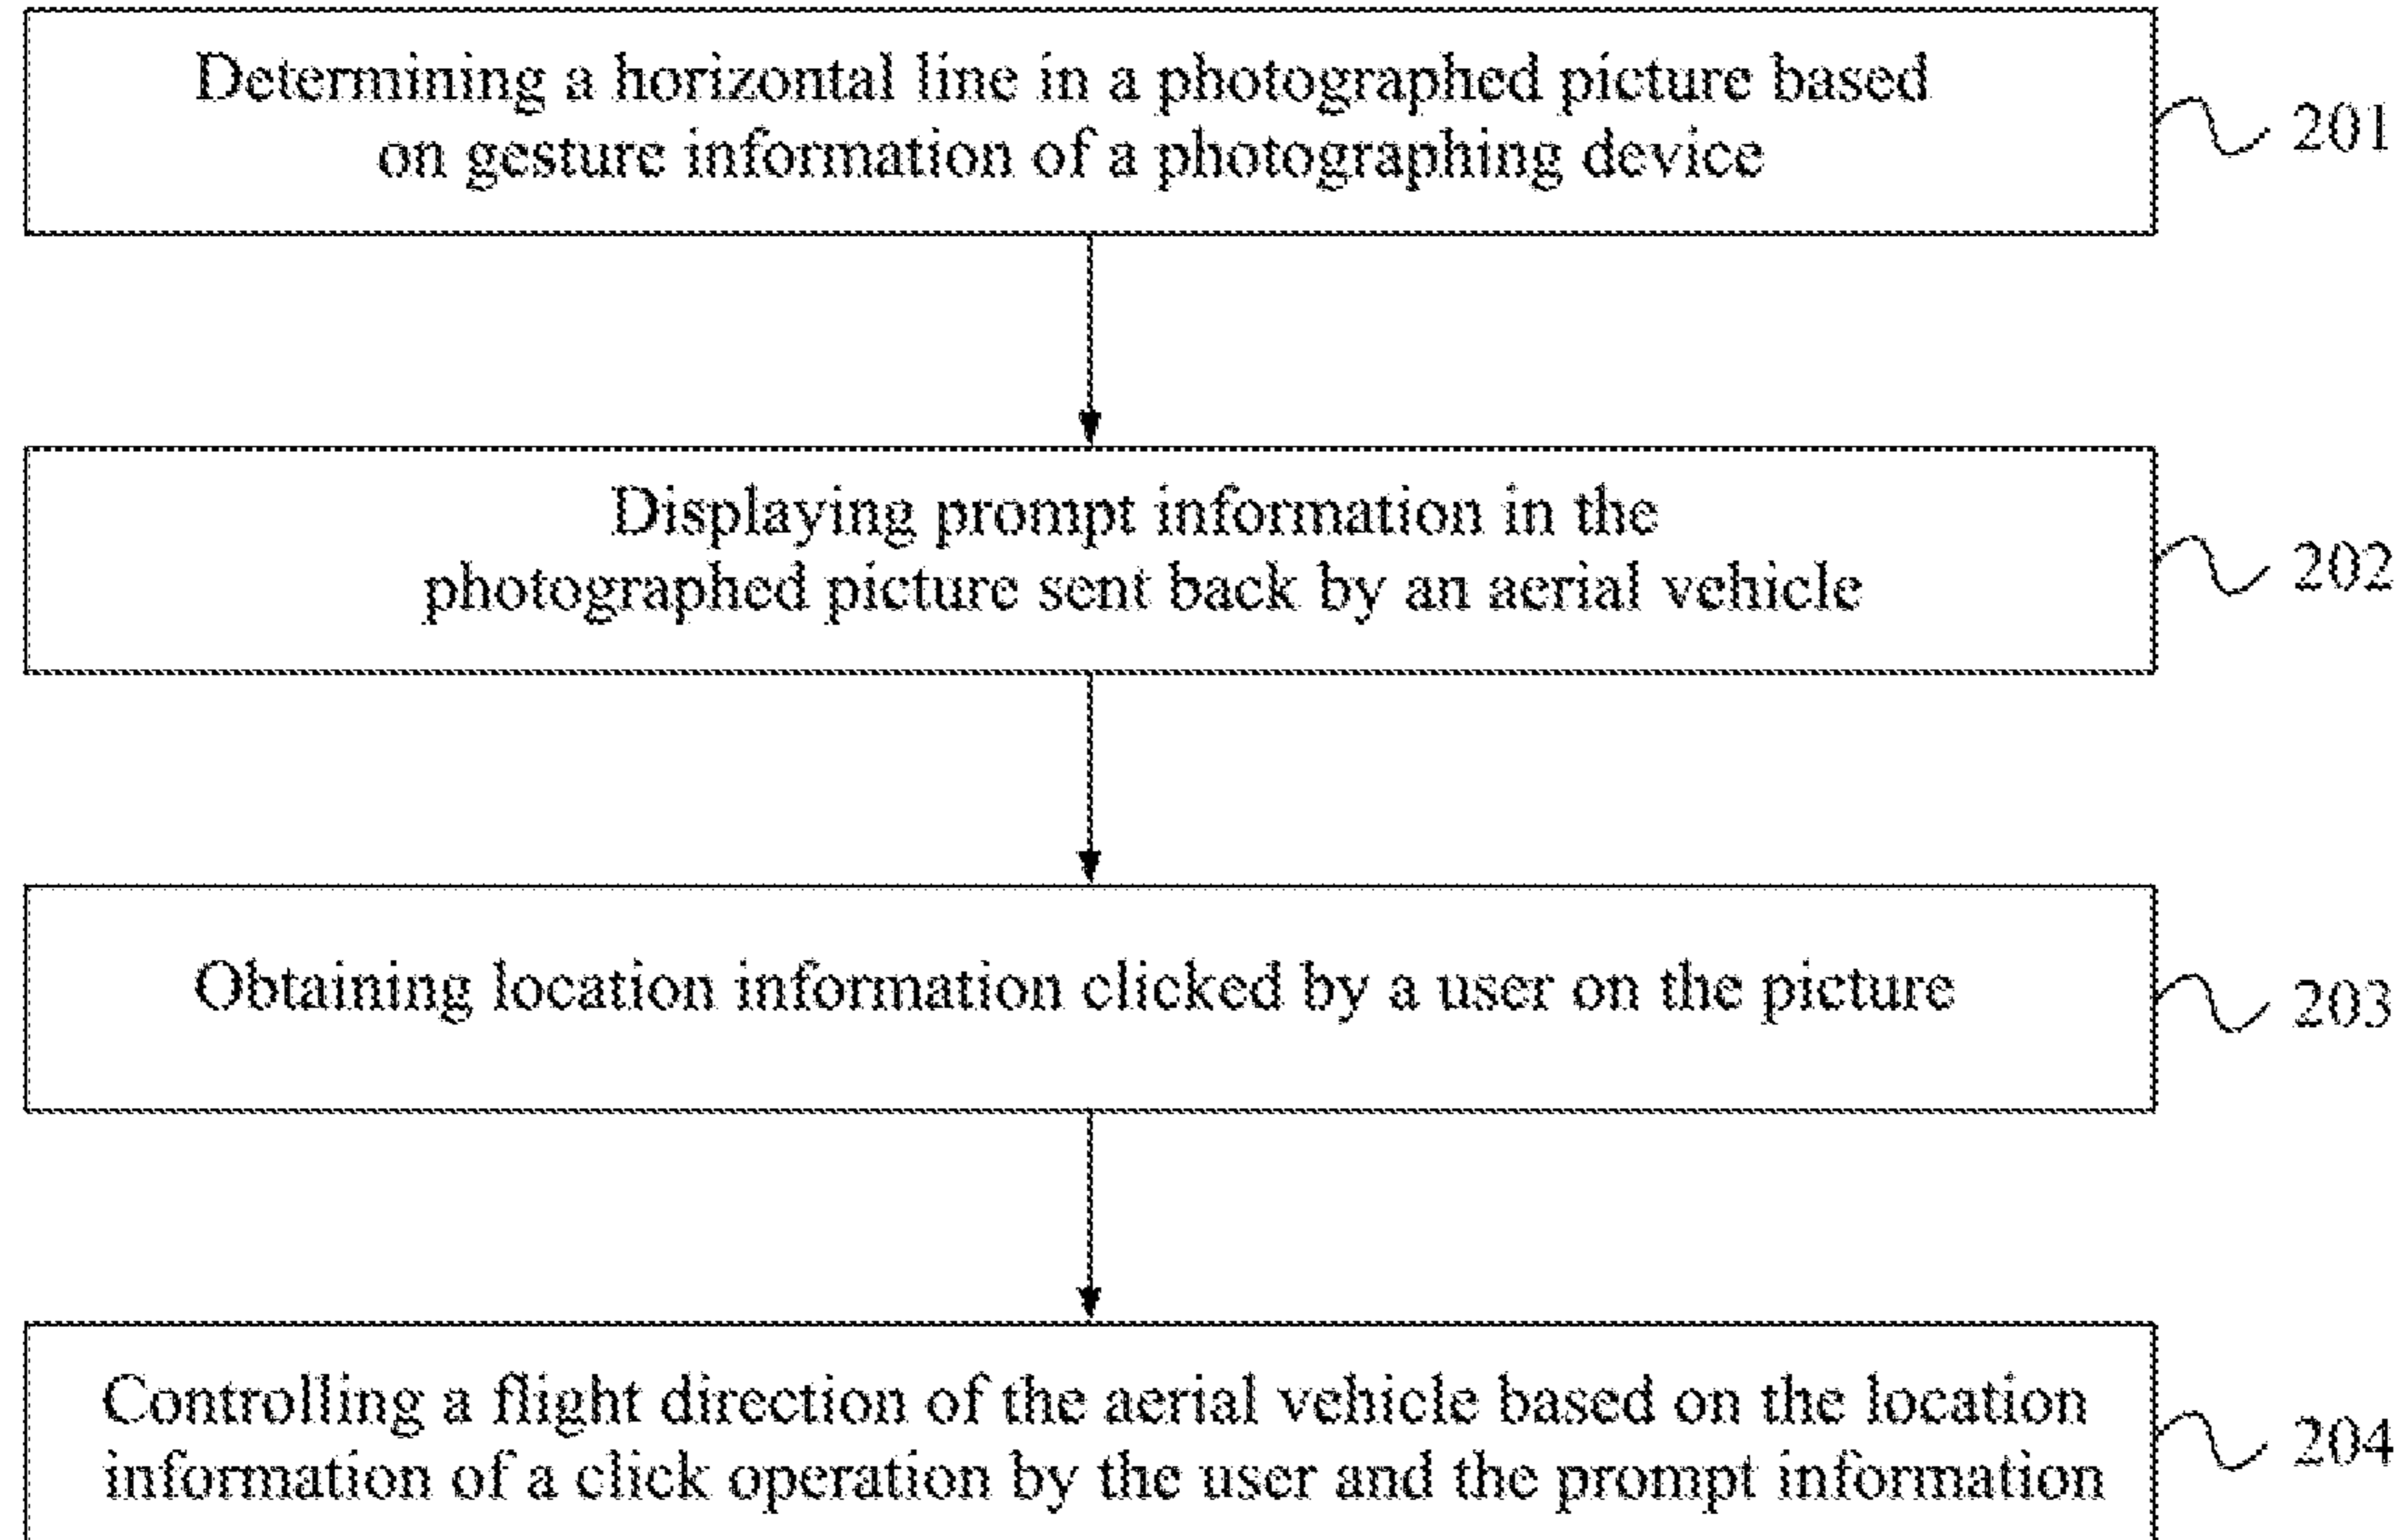 Determining a horizontal line in a photographed picture based
on gesture information of a photographing device
201
Displaying prompt information in the
photographed picture sent back by an aerial vehicle
202
Obtaining location information clicked by a user on the picture
203
Controlling a flight direction of the aerial vehicle based on the location
information of a click operation by the user and the prompt information
204